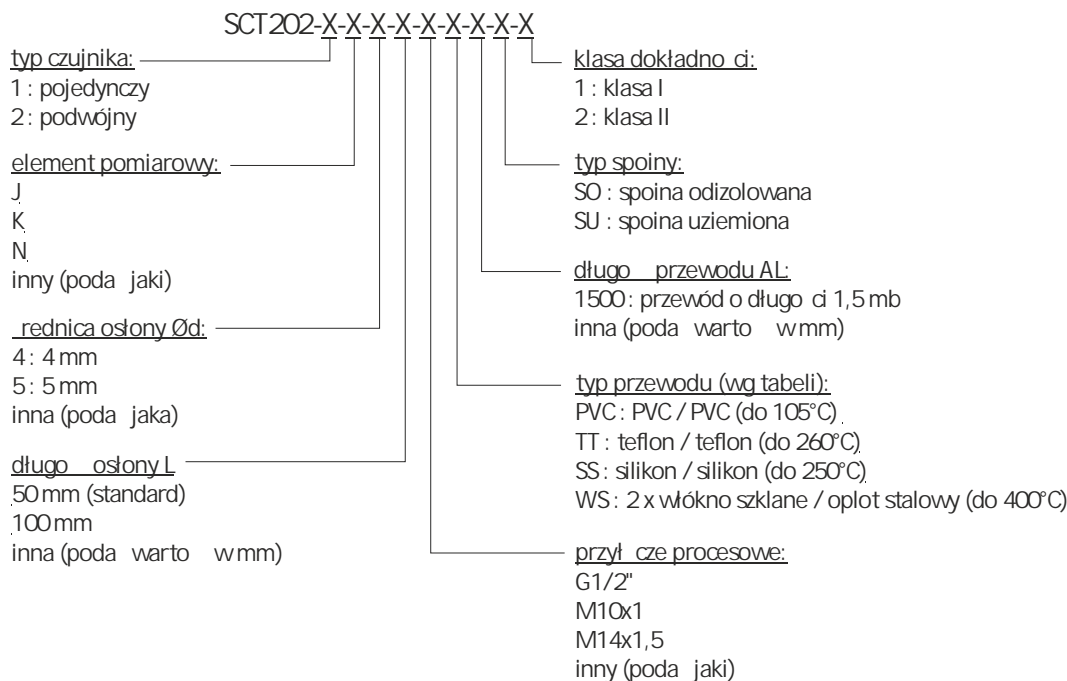 SCT202-X-X-X-X-X-X-X-X-X
typ czujnika:
1 : pojedynczy
2 : podwójny
element pomiarowy:
J
K
N
inny (poda jaki)
rednica osłony Ød:
4 : 4 mm
5 : 5 mm
inna (poda jaka)
długo osłony L
50 mm (standard)
100 mm
inna (poda warto w mm)
klasa dokładno ci:
1 : klasa I
2 : klasa II
typ spoiny:
SO : spoina odizolowana
SU : spoina uziemiona
długo przewodu AL:
1500 : przewód o długo ci 1,5 mb
inna (poda warto w mm)
typ przewodu (wg tabeli):
PVC : PVC / PVC (do 105°C)
TT : teflon / teflon (do 260°C)
SS : silikon / silikon (do 250°C)
WS : 2 x włókno szklane / oplot stalowy (do 400°C)
przył cze procesowe:
G1/2"
M10x1
M14x1,5
inny (poda jaki)